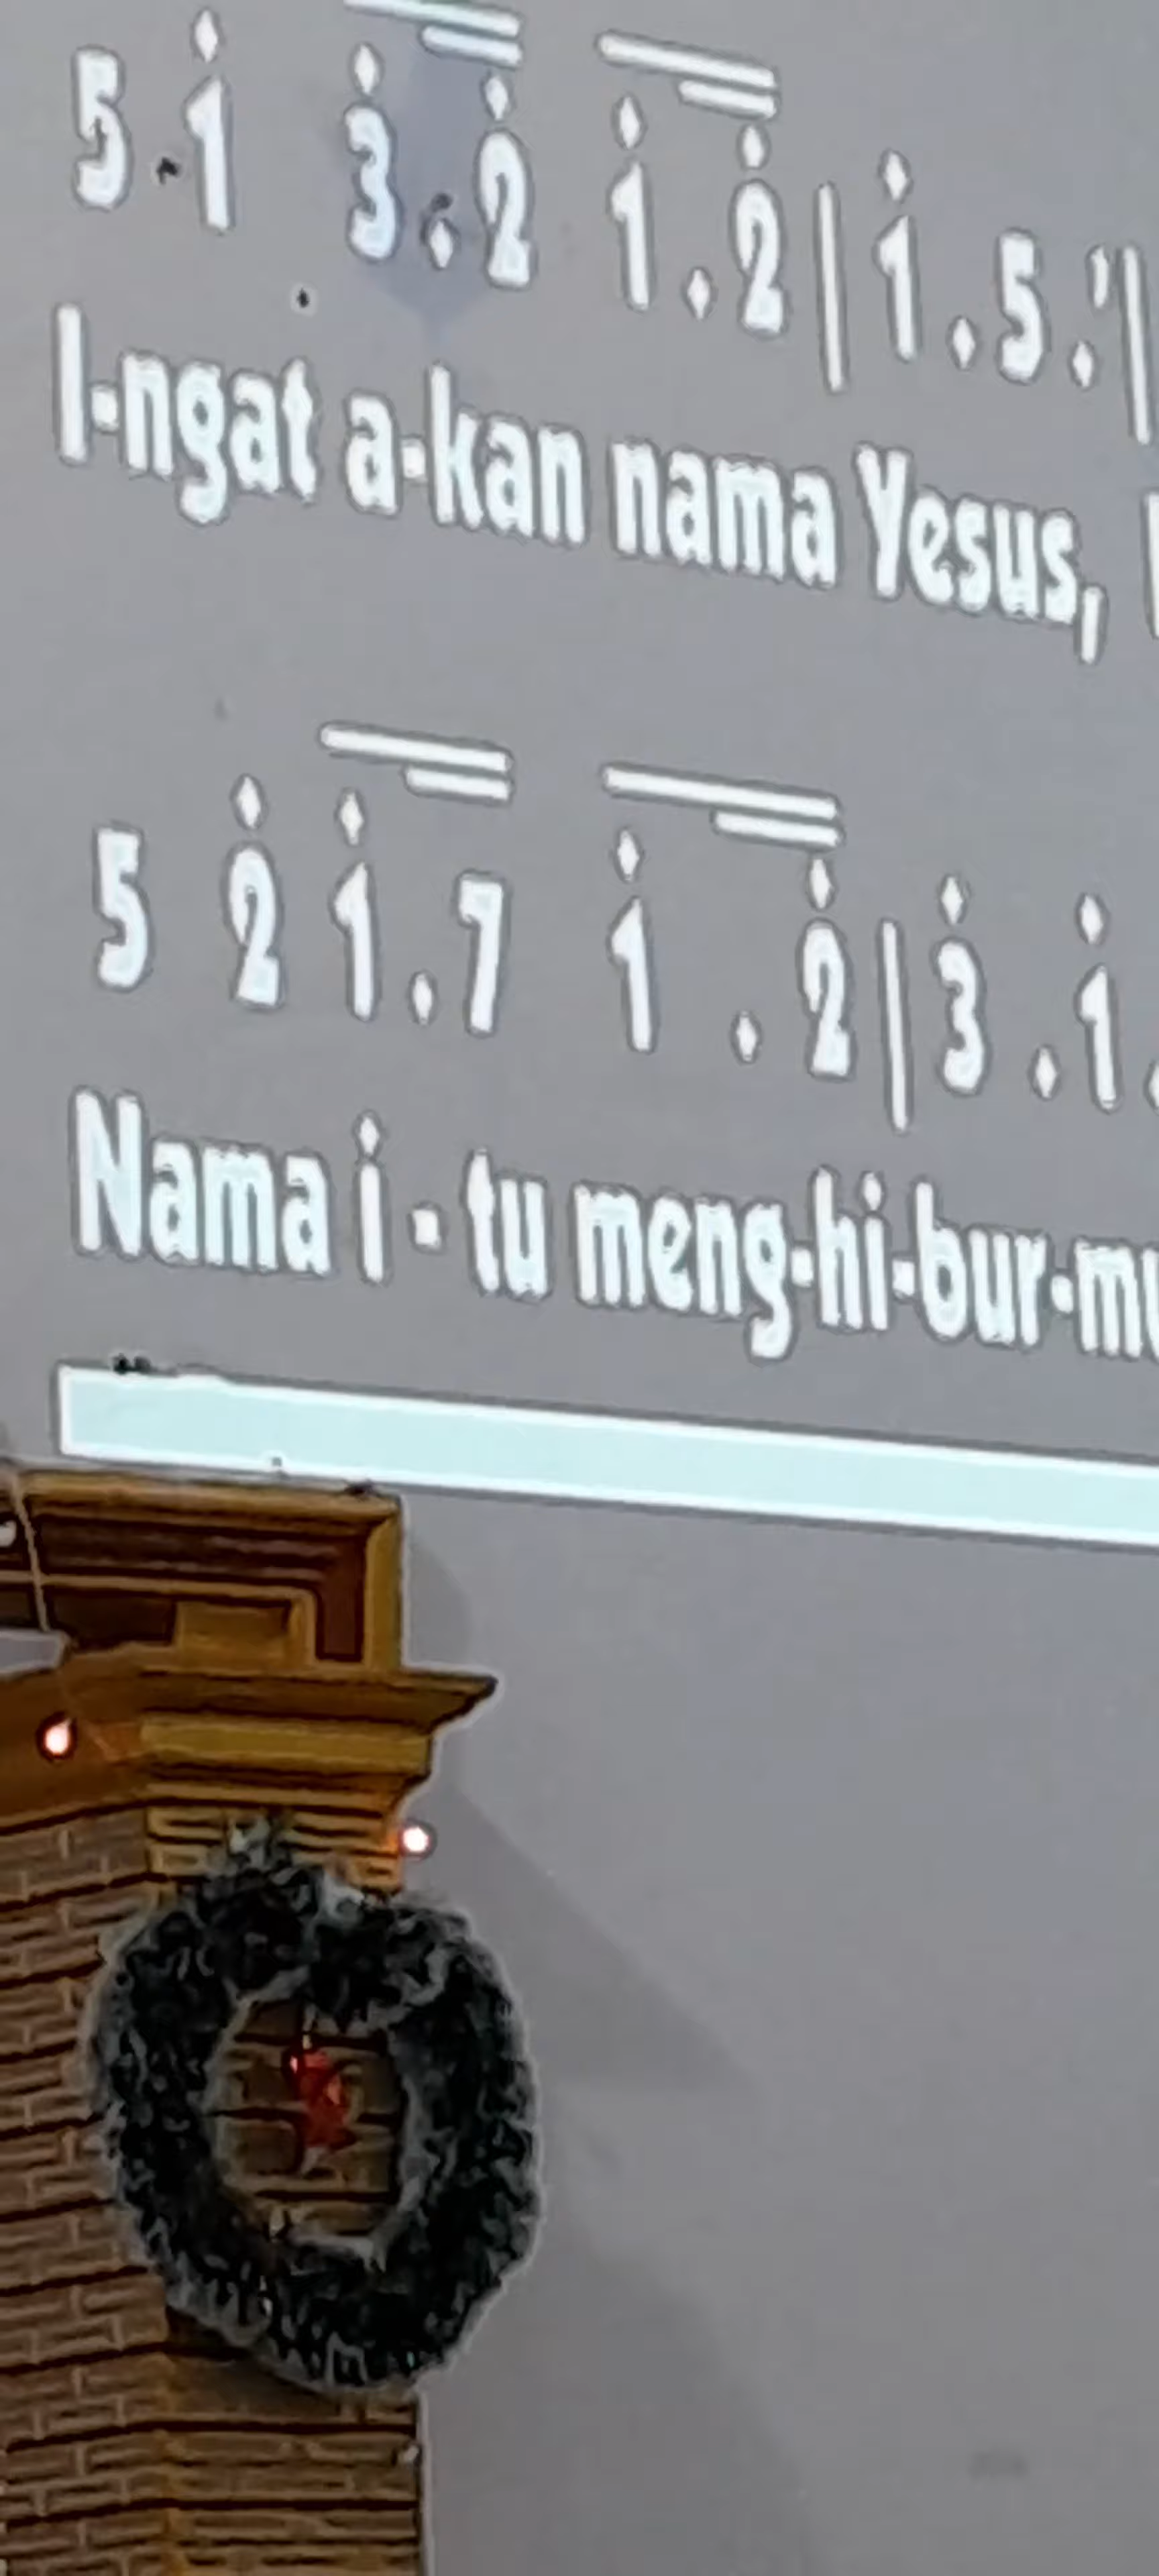 5 1̇ 3̇ . 2̇ 1̇ . 2̇ | 1̇ . 5 . ' |
I-ngat a-kan nama Yesus,
5 2̇ 1̇ . 7 1̇ . 2̇ | 3̇ . 1̇ .
Nama i - tu meng-hi-bur-mu